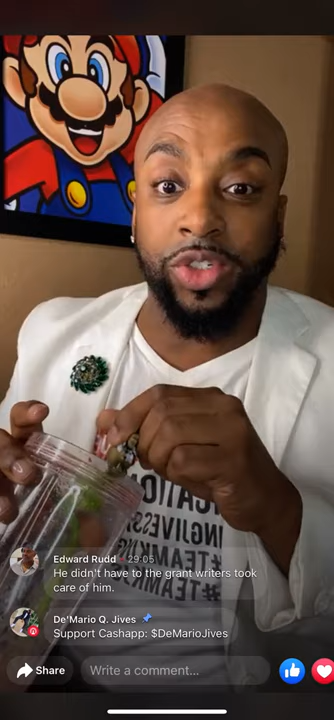 Edward Rudd 29:05
He didn't have to the grant writers took
care of him.
De'Mario Q. Jives
Support Cashapp: $DeMarioJives
Share
Write a comment...